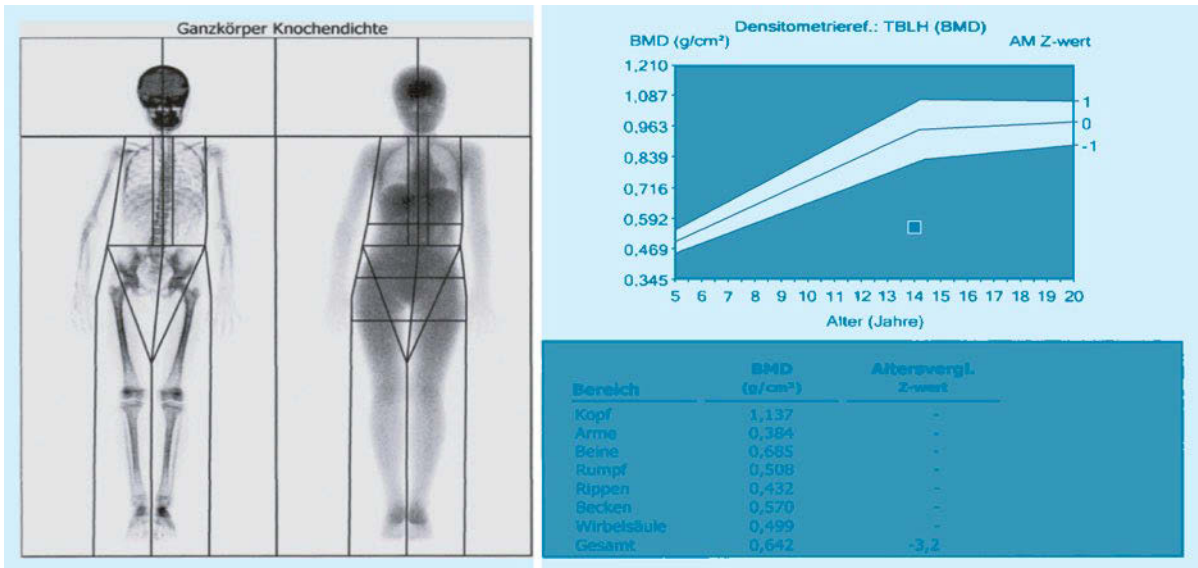 Ganzkörper Knochendichte
Densitometrieref.: TBLH (BMD)
BMD (g/cm²) AM Z-wert
1,210
1,087
0,963
0,839
0,716
0,592
0,469
0.345
1
0
-1
5 6 7 8 9 10 11 12 13 14 15 16 17 18 19 20
Alter (Jahre)
BMD Altersvergl.
Bereich (g/cm²) Z-wert
Kopf 1,137 -
Arme 0,384 -
Beine 0,685 -
Rumpf 0,508 -
Rippen 0,432 -
Becken 0,570 -
Wirbelsäule 0,499 -
Gesamt 0,642 -3,2